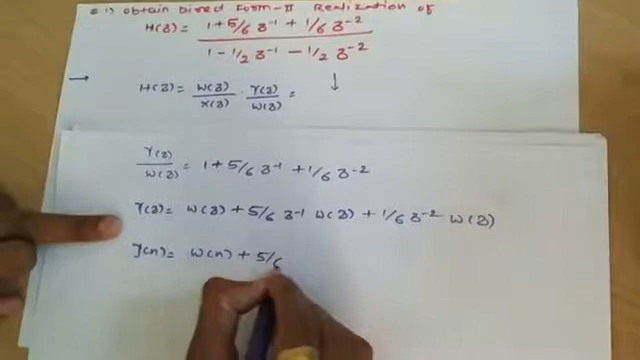 Q 1) obtain Direct Form-II Realization of
H(z) = 1 + 5/6 z^-1 + 1/6 z^-2 / 1 - 1/2 z^-1 - 1/2 z^-2
→ H(z) = W(z)/X(z) . Y(z)/W(z) = ↓
Y(z)/W(z) = 1 + 5/6 z^-1 + 1/6 z^-2
Y(z) = W(z) + 5/6 z^-1 W(z) + 1/6 z^-2 W(z)
y(n) = w(n) + 5/6